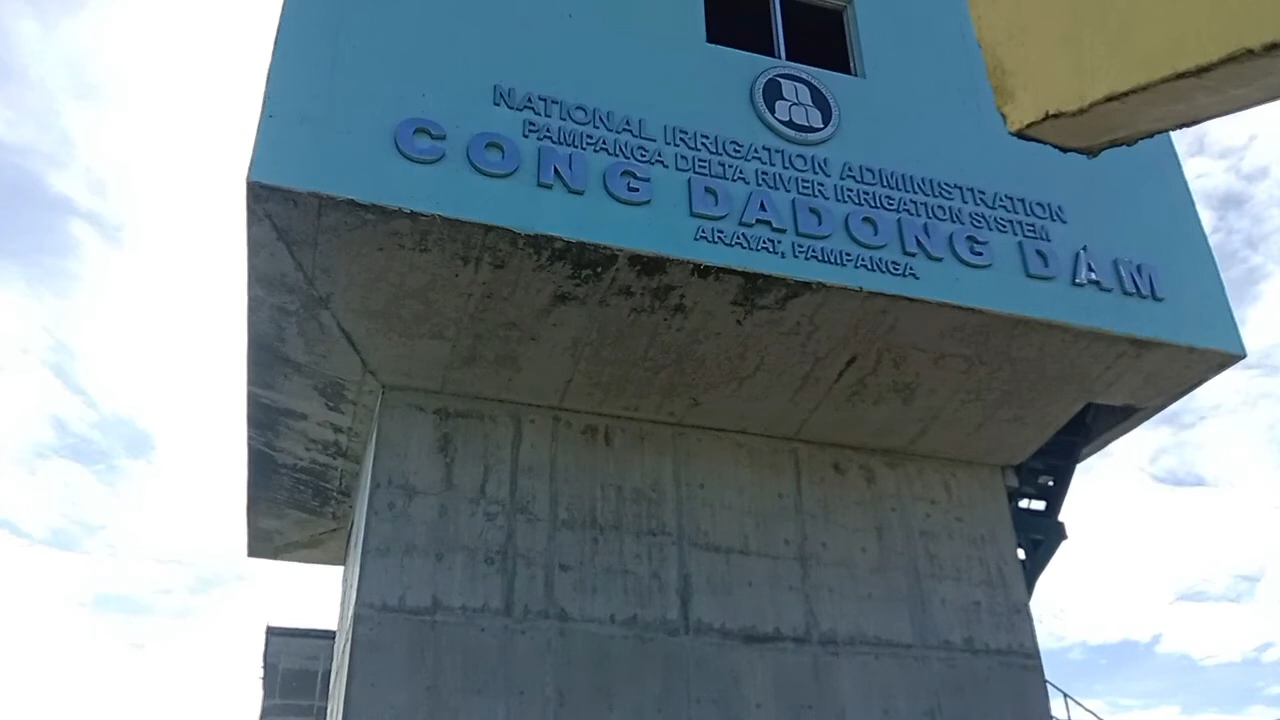 NATIONAL IRRIGATION ADMINISTRATION
PAMPANGA DELTA RIVER IRRIGATION SYSTEM
CONG DADONG DAM
ARAYAT, PAMPANGA